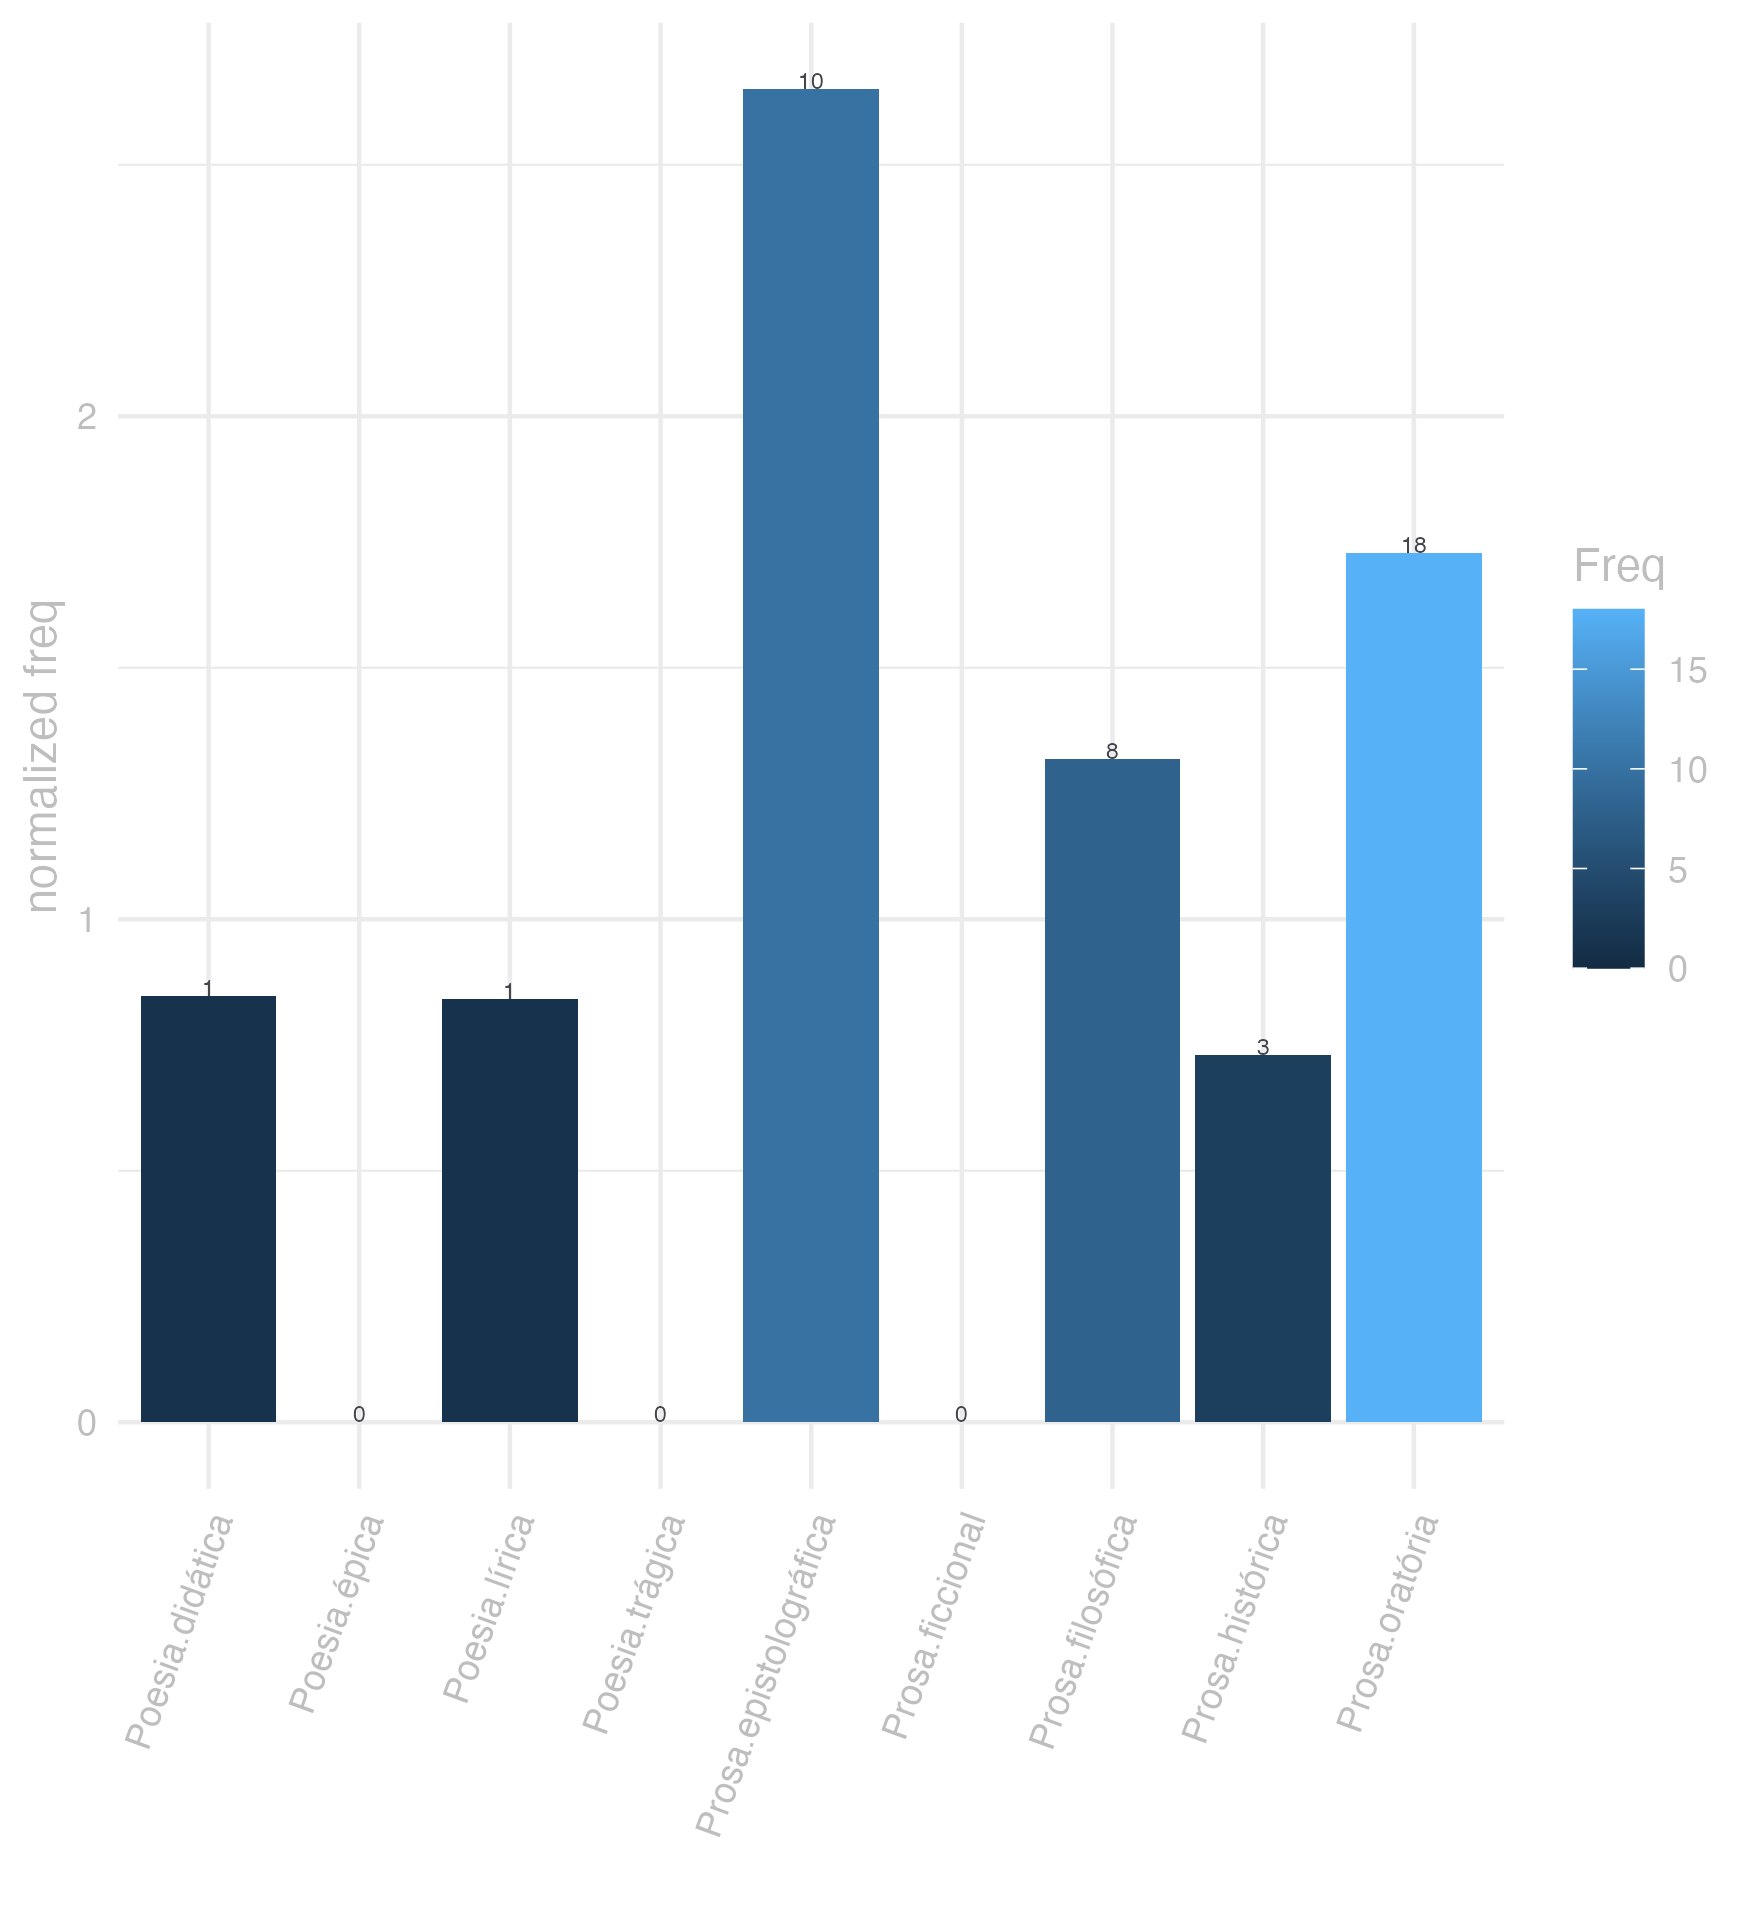 normalized freq
2
1
0
10
18
8
1
1
3
0
0
0
Poesia.didática
Poesia.épica
Poesia.lírica
Poesia.trágica
Prosa.epistolográfica
Prosa.ficcional
Prosa.filosófica
Prosa.histórica
Prosa.oratória
Freq
15
10
5
0